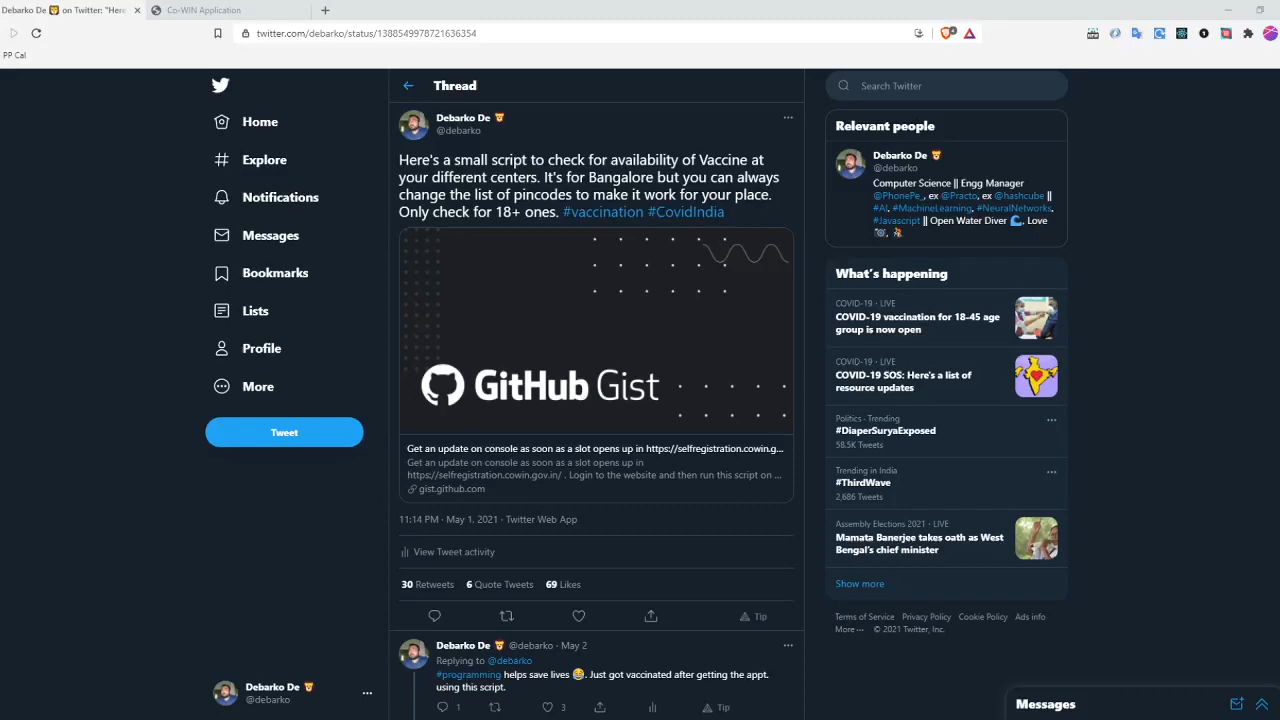 Debarko De 🦁 on Twitter: "Here
Co-WIN Application
twitter.com/debarko/status/1388549978721636354
PP Cal
Home
Explore
Notifications
Messages
Bookmarks
Lists
Profile
More
Tweet
Debarko De 🦁
@debarko
Thread
Debarko De 🦁
@debarko
Here's a small script to check for availability of Vaccine at
your different centers. It's for Bangalore but you can always
change the list of pincodes to make it work for your place.
Only check for 18+ ones. #vaccination #CovidIndia
GitHub Gist
Get an update on console as soon as a slot opens up in https://selfregistration.cowin.g...
Get an update on console as soon as a slot opens up in
https://selfregistration.cowin.gov.in/ . Login to the website and then run this script on ...
gist.github.com
11:14 PM · May 1, 2021 · Twitter Web App
View Tweet activity
30 Retweets 6 Quote Tweets 69 Likes
Tip
Debarko De 🦁 @debarko · May 2
Replying to @debarko
#programming helps save lives 😂. Just got vaccinated after getting the appt.
using this script.
1 3 Tip
Search Twitter
Relevant people
Debarko De 🦁
@debarko
Computer Science || Engg Manager
@PhonePe_, ex @Practo, ex @hashcube ||
#AI, #MachineLearning, #NeuralNetworks,
#Javascript || Open Water Diver 🌊, Love
What's happening
COVID-19 · LIVE
COVID-19 vaccination for 18-45 age
group is now open
COVID-19 · LIVE
COVID-19 SOS: Here's a list of
resource updates
Politics · Trending
#DiaperSuryaExposed
58.5K Tweets
Trending in India
#ThirdWave
2,686 Tweets
Assembly Elections 2021 · LIVE
Mamata Banerjee takes oath as West
Bengal's chief minister
Show more
Terms of Service Privacy Policy Cookie Policy Ads info
More ··· © 2021 Twitter, Inc.
Messages